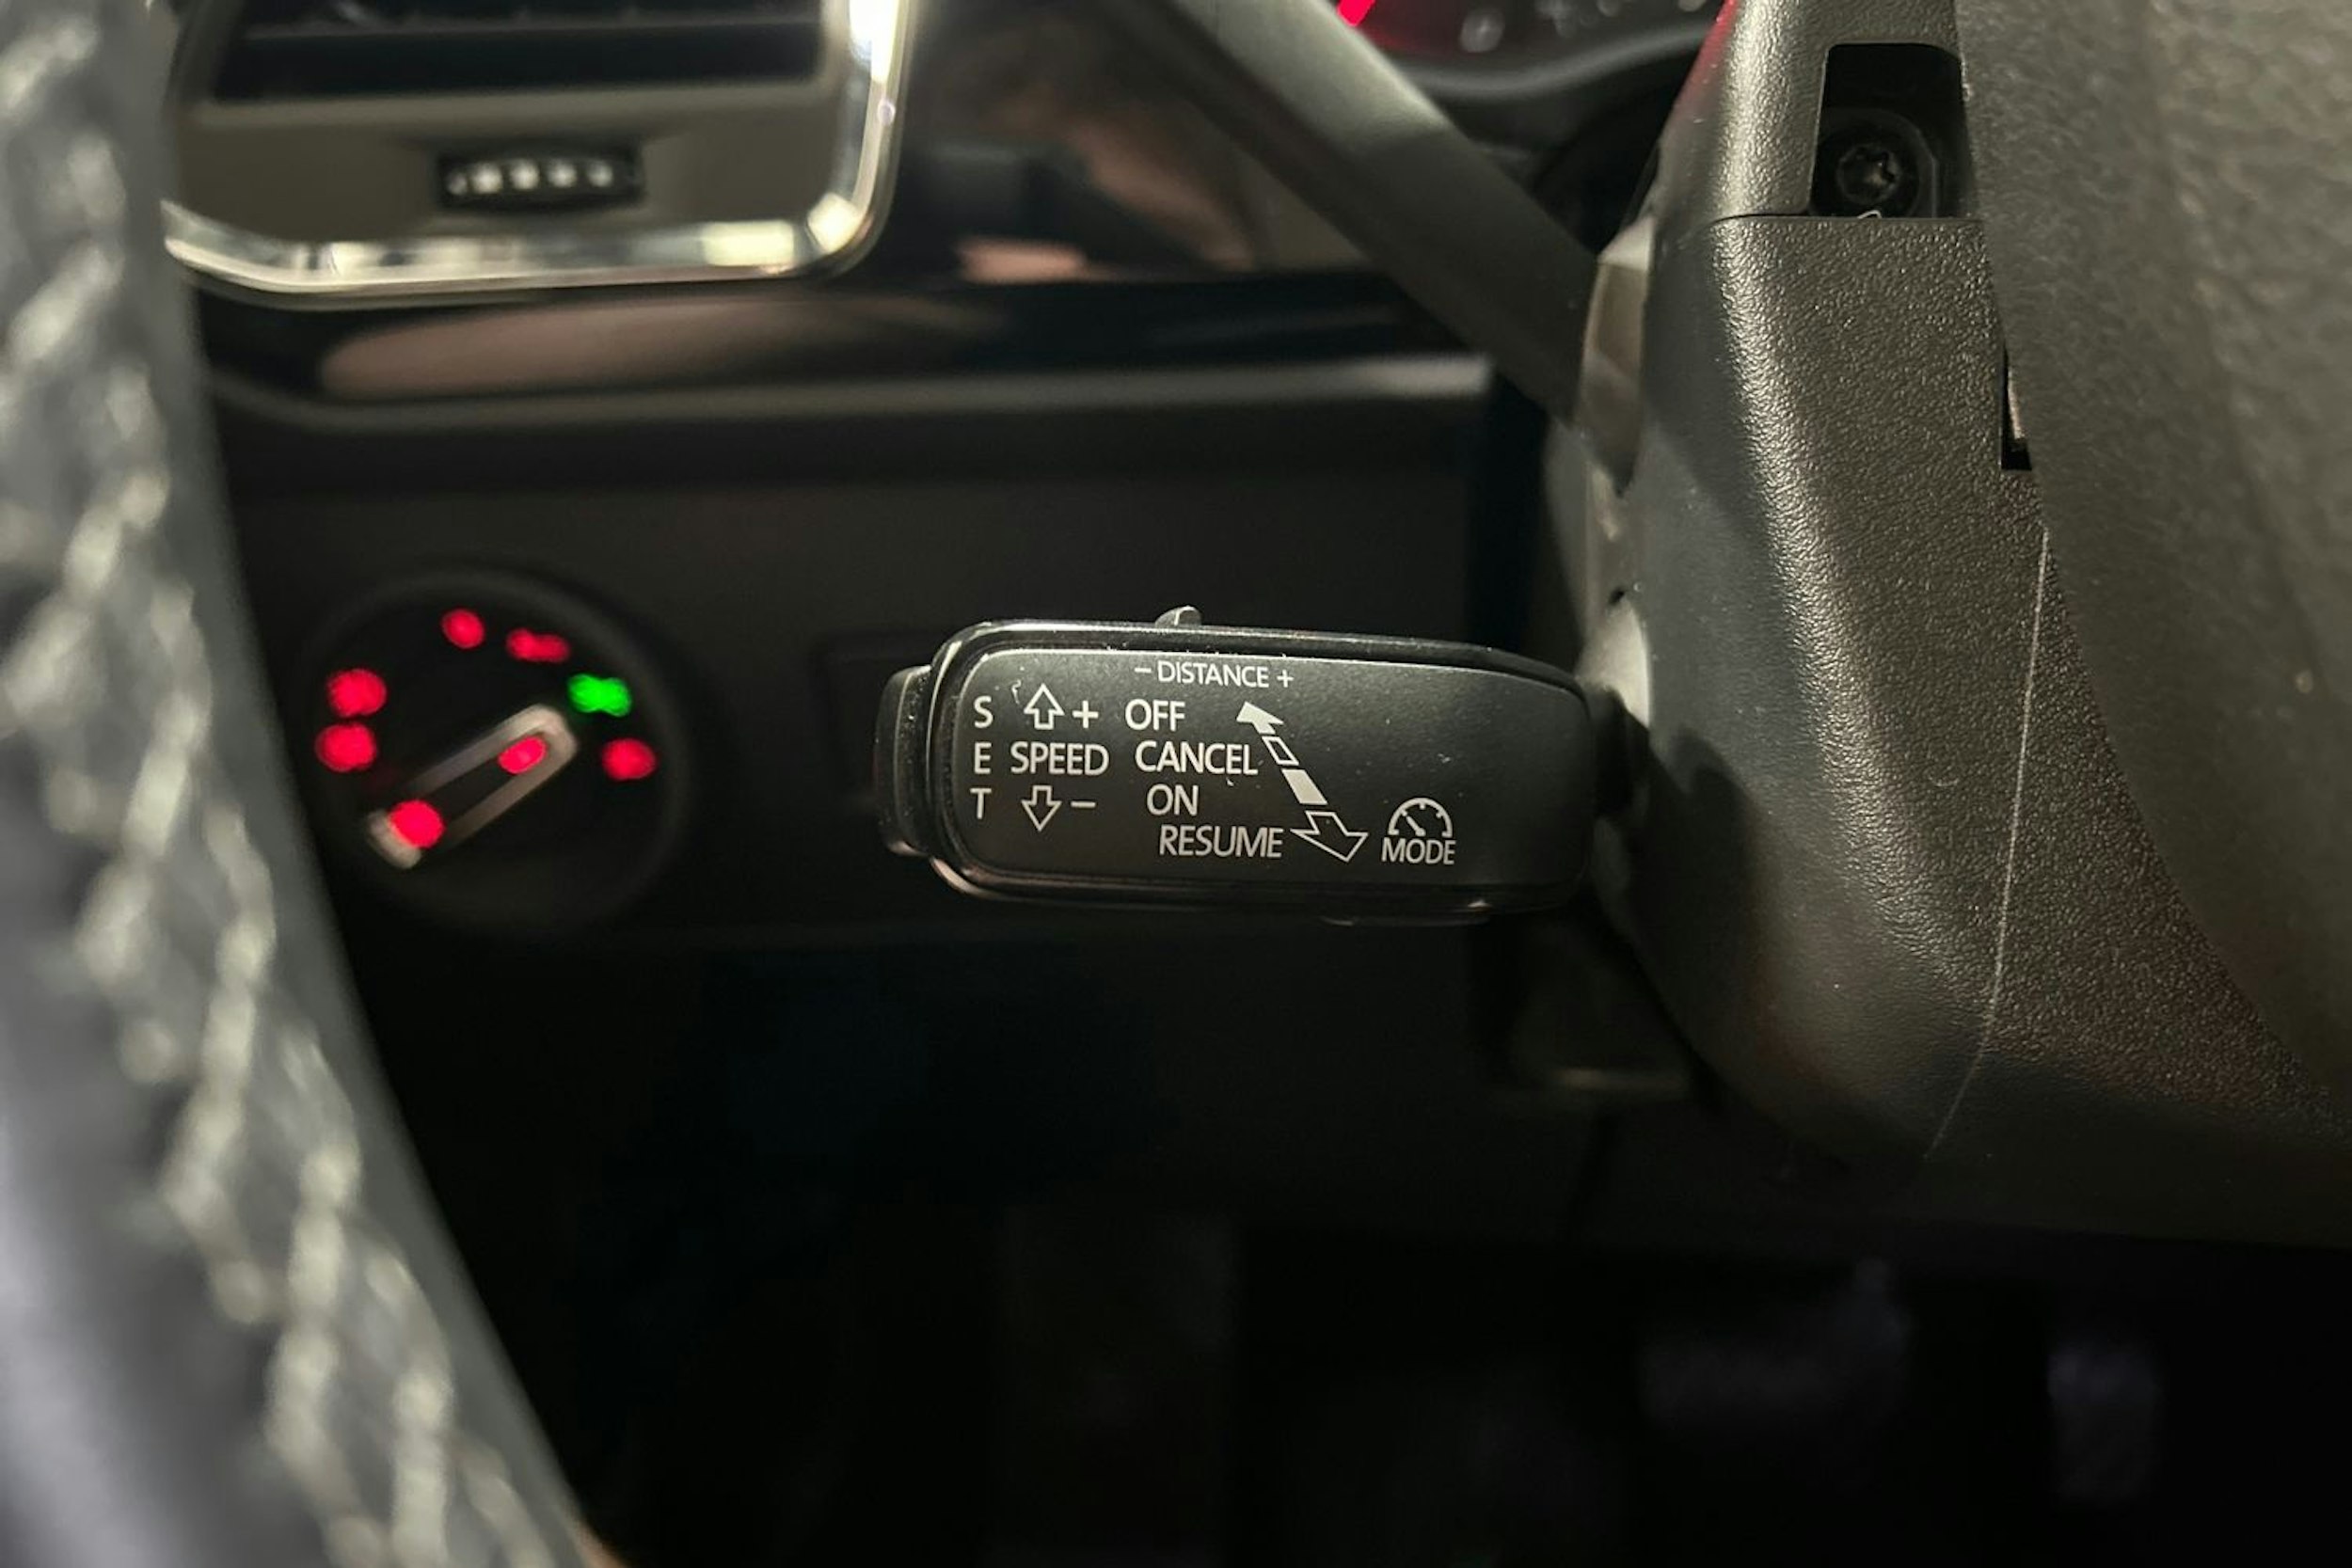 – DISTANCE +
S + OFF
E SPEED CANCEL
T – ON
RESUME MODE